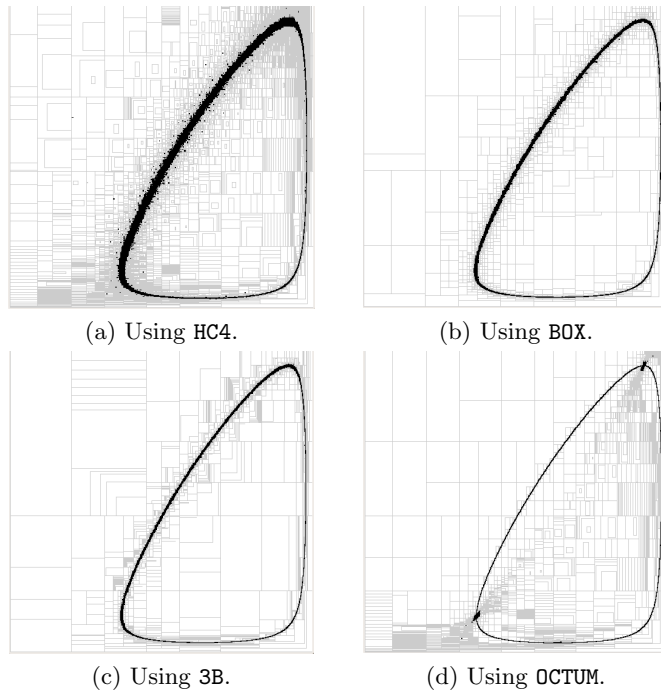 (a) Using HC4.
(b) Using BOX.
(c) Using 3B.
(d) Using OCTUM.